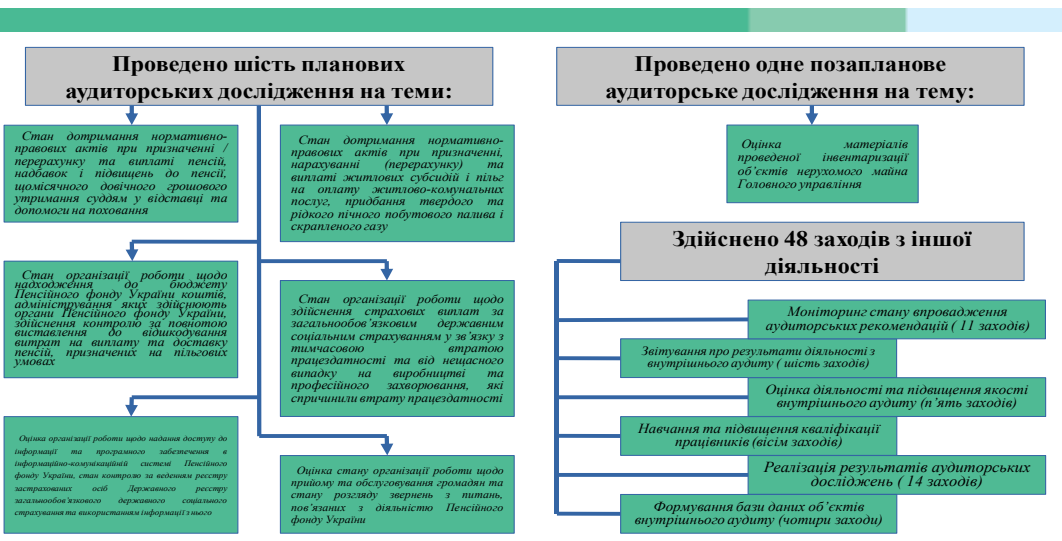 Проведено шість планових
аудиторських дослідження на теми:
Стан дотримання нормативно-
правових актів при призначенні /
перерахунку та виплаті пенсій,
надбавок і підвищень до пенсії,
щомісячного довічного грошового
утримання суддям у відставці та
допомоги на поховання
Стан дотримання нормативно-
правових актів при призначенні,
нарахуванні (перерахунку) та
виплаті житлових субсидій і пільг
на оплату житлово-комунальних
послуг, придбання твердого та
рідкого пічного побутового палива і
скрапленого газу
Стан організації роботи щодо
надходження до бюджету
Пенсійного фонду України коштів,
адміністрування яких здійснюють
органи Пенсійного фонду України,
здійснення контролю за повнотою
виставлення до відшкодування
витрат на виплату та доставку
пенсій, призначених на пільгових
умовах
Стан організації роботи щодо
здійснення страхових виплат за
загальнообов’язковим державним
соціальним страхуванням у зв’язку з
тимчасовою втратою
працездатності та від нещасного
випадку на виробництві та
професійного захворювання, які
спричинили втрату працездатності
Оцінка організації роботи щодо надання доступу до
інформації та програмного забезпечення в
інформаційно-комунікаційній системі Пенсійного
фонду України, стан контролю за веденням реєстру
застрахованих осіб Державного реєстру
загальнообов’язкового державного соціального
страхування та використанням інформації з нього
Оцінка стану організації роботи щодо
прийому та обслуговування громадян та
стану розгляду звернень з питань,
пов’язаних з діяльністю Пенсійного
фонду України
Проведено одне позапланове
аудиторське дослідження на тему:
Оцінка матеріалів
проведеної інвентаризації
об’єктів нерухомого майна
Головного управління
Здійснено 48 заходів з іншої
діяльності
Моніторинг стану впровадження
аудиторських рекомендацій ( 11 заходів)
Звітування про результати діяльності з
внутрішнього аудиту ( шість заходів)
Оцінка діяльності та підвищення якості
внутрішнього аудиту (п’ять заходів)
Навчання та підвищення кваліфікації
працівників (вісім заходів)
Реалізація результатів аудиторських
досліджень ( 14 заходів)
Формування бази даних об’єктів
внутрішнього аудиту (чотири заходи)